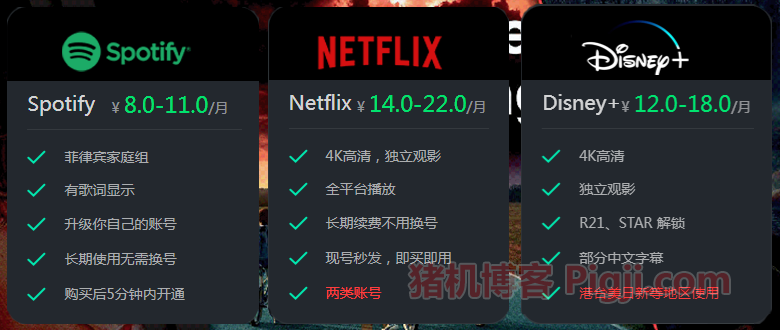 Spotify
Spotify ¥ 8.0-11.0/月
菲律宾家庭组
有歌词显示
升级你自己的账号
长期使用无需换号
购买后5分钟内开通
NETFLIX
Netflix ¥ 14.0-22.0/月
4K高清，独立观影
全平台播放
长期续费不用换号
现号秒发，即买即用
两类账号
Disney+
Disney+ ¥ 12.0-18.0/月
4K高清
独立观影
R21、STAR 解锁
部分中文字幕
港台美日新等地区使用
猪机博客 Pigji.com